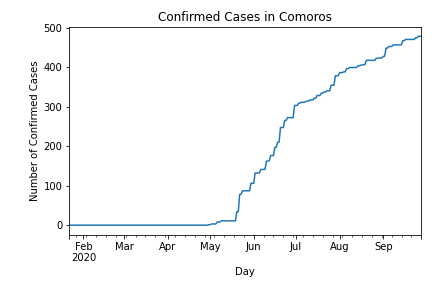 Confirmed Cases in Comoros
Number of Confirmed Cases
500
400
300
200
100
0
Feb Mar Apr May Jun Jul Aug Sep
2020
Day